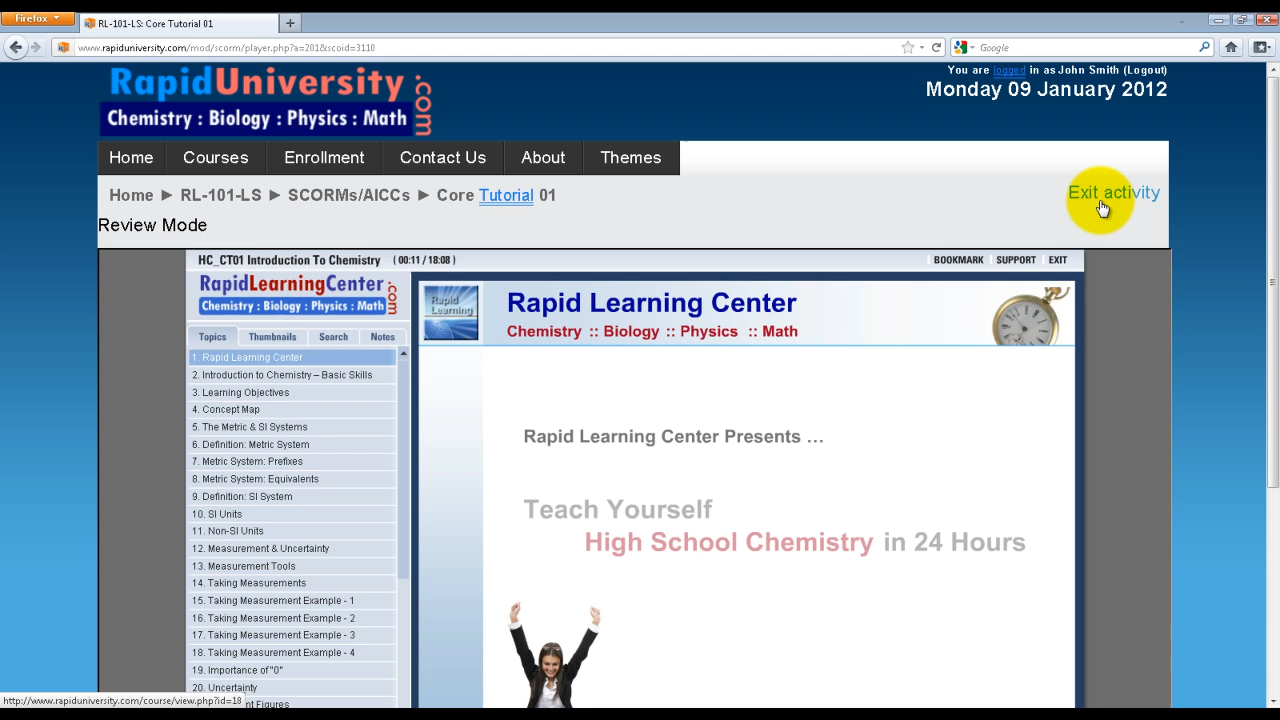 Firefox
RL-101-LS: Core Tutorial 01
www.rapiduniversity.com/mod/scorm/player.php?a=201&scoid=3110
Google
RapidUniversity.com
Chemistry : Biology : Physics : Math
You are logged in as John Smith (Logout)
Monday 09 January 2012
Home Courses Enrollment Contact Us About Themes
Home ► RL-101-LS ► SCORMs/AICCs ► Core Tutorial 01
Exit activity
Review Mode
HC_CT01 Introduction To Chemistry ( 00:11 / 18:08 )
BOOKMARK SUPPORT EXIT
RapidLearningCenter.com
Chemistry : Biology : Physics : Math
Topics Thumbnails Search Notes
1. Rapid Learning Center
2. Introduction to Chemistry – Basic Skills
3. Learning Objectives
4. Concept Map
5. The Metric & SI Systems
6. Definition: Metric System
7. Metric System: Prefixes
8. Metric System: Equivalents
9. Definition: SI System
10. SI Units
11. Non-SI Units
12. Measurement & Uncertainty
13. Measurement Tools
14. Taking Measurements
15. Taking Measurement Example - 1
16. Taking Measurement Example - 2
17. Taking Measurement Example - 3
18. Taking Measurement Example - 4
19. Importance of "0"
20. Uncertainty
nt Figures
Rapid Learning
Rapid Learning Center
Chemistry :: Biology :: Physics :: Math
Rapid Learning Center Presents …
Teach Yourself
High School Chemistry in 24 Hours
http://www.rapiduniversity.com/course/view.php?id=18